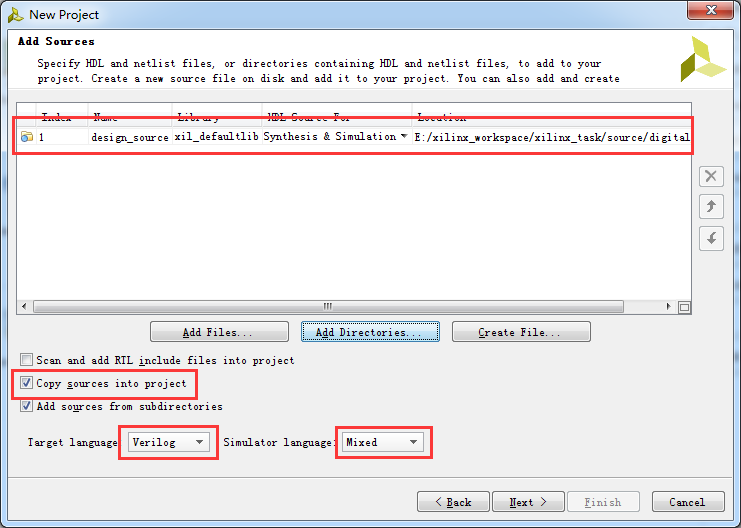 New Project
Add Sources
Specify HDL and netlist files, or directories containing HDL and netlist files, to add to your
project. Create a new source file on disk and add it to your project. You can also add and create
Index Name Library HDL Source For Location
1 design_source xil_defaultlib Synthesis & Simulation E:/xilinx_workspace/xilinx_task/source/digital
Add Files... Add Directories... Create File...
Scan and add RTL include files into project
Copy sources into project
Add sources from subdirectories
Target language Verilog Simulator language: Mixed
< Back Next > Finish Cancel